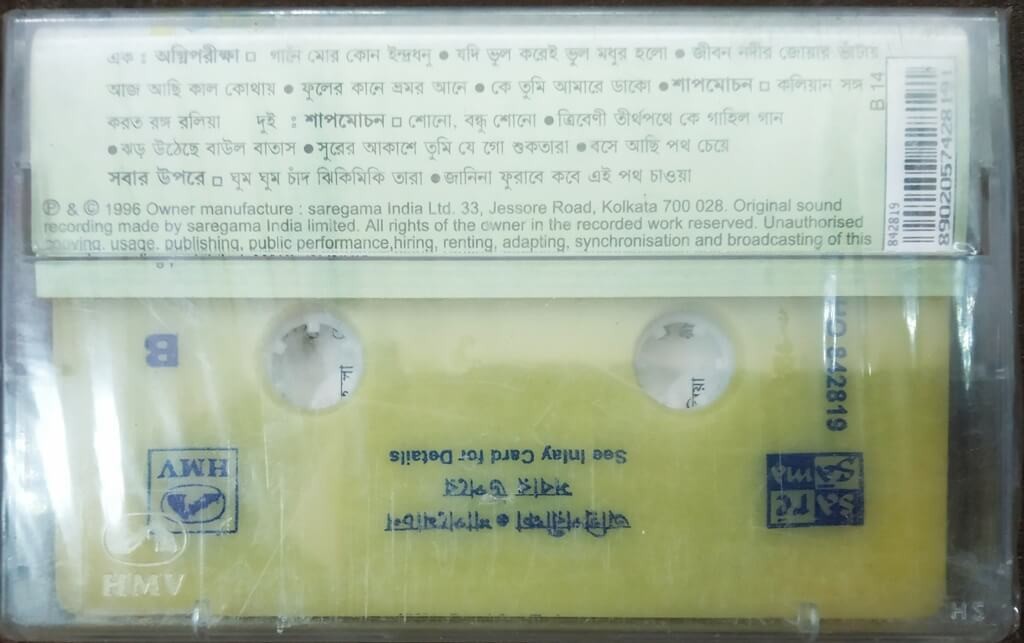 এক : অগ্নিপরীক্ষা □ গানে মোর কোন ইন্দ্রধনু ● যদি ভুল করেই ভুল মধুর হলো ● জীবন নদীর জোয়ার ভাঁটায়
আজ আছি কাল কোথায় ● ফুলের কানে ভ্রমর আনে ● কে তুমি আমারে ডাকো ● শাপমোচন □ কলিয়ান সঙ্গ
করত রঙ্গ রলিয়া দুই : শাপমোচন □ শোনো, বন্ধু শোনো ● ত্রিবেণী তীর্থপথে কে গাহিল গান
● ঝড় উঠেছে বাউল বাতাস ● সুরের আকাশে তুমি যে গো শুকতারা ● বসে আছি পথ চেয়ে
সবার উপরে □ ঘুম ঘুম চাঁদ ঝিকিমিকি তারা ● জানিনা ফুরাবে কবে এই পথ চাওয়া
Ⓟ & © 1996 Owner manufacture : saregama India Ltd. 33, Jessore Road, Kolkata 700 028. Original sound
recording made by saregama India limited. All rights of the owner in the recorded work reserved. Unauthorised
copying, usage, publishing, public performance,hiring, renting, adapting, synchronisation and broadcasting of this
B 14
842819
8902057428191
B
842819
HMV
See Inlay Card for Details
সবার উপরে
অগ্নিপরীক্ষা ● শাপমোচন
HMV